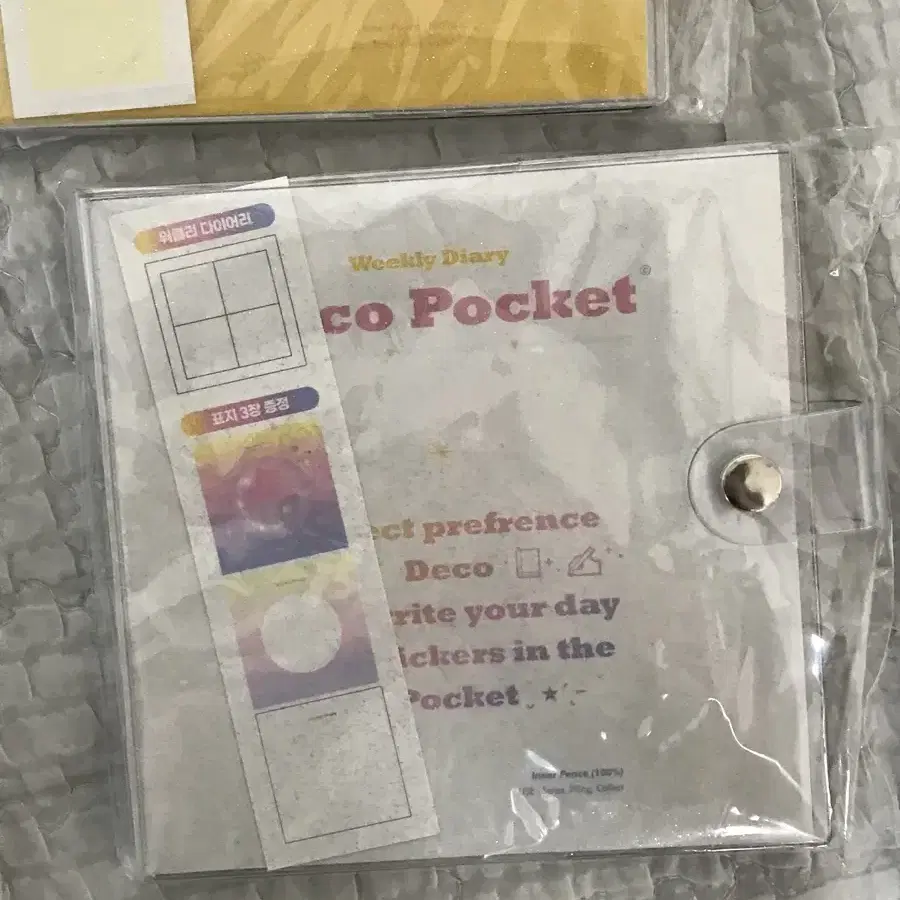 위클리 다이어리
Weekly Diary
co Pocket ©
표지 3장 증정
ect prefrence
Deco
rite your day
ickers in the
Pocket
Inner Peace (100%)